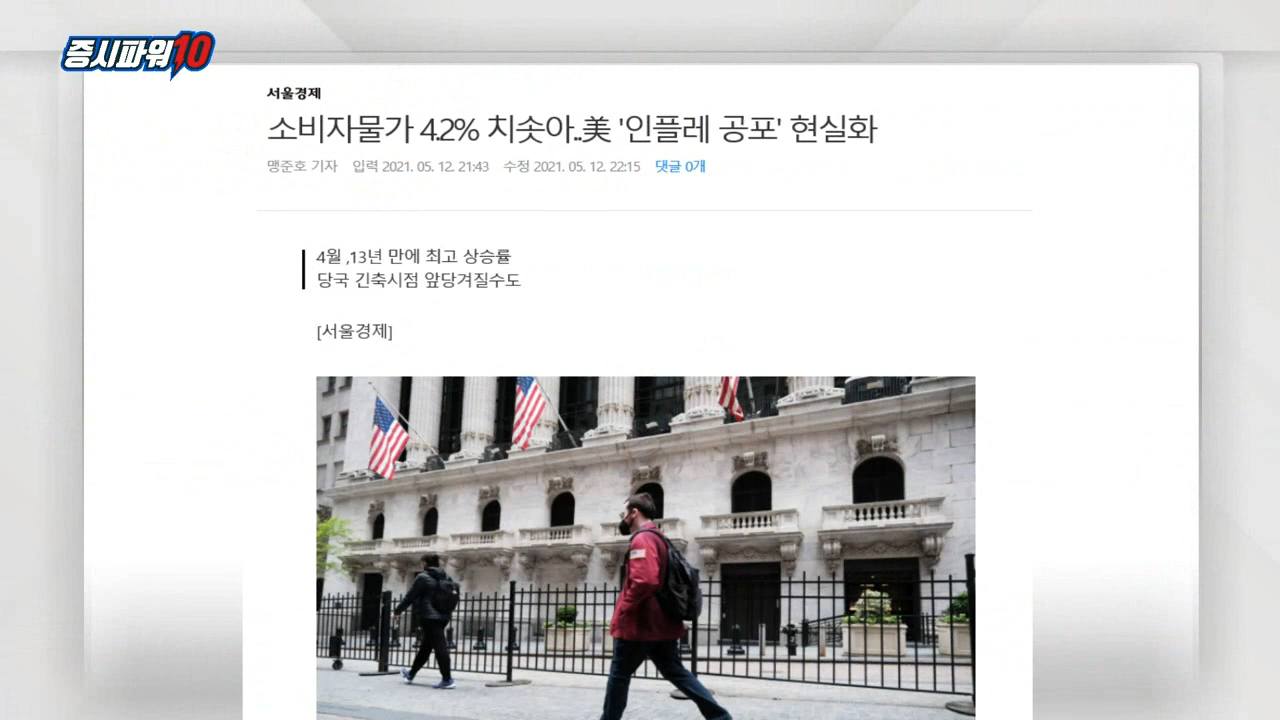 증시파워10
서울경제
소비자물가 4.2% 치솟아..美 '인플레 공포' 현실화
맹준호 기자 입력 2021. 05. 12. 21:43 수정 2021. 05. 12. 22:15 댓글 0개
4월 ,13년 만에 최고 상승률
당국 긴축시점 앞당겨질수도
[서울경제]